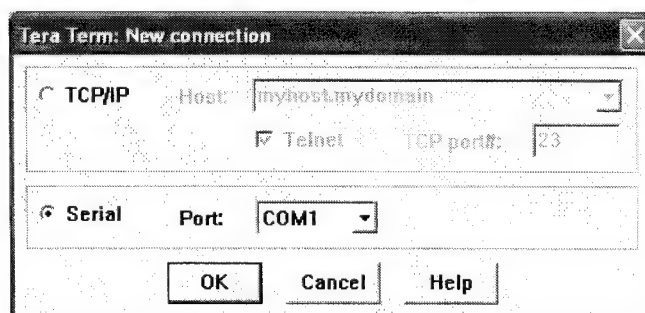 Tera Term: New connection
TCP/IP Host: myhost.mydomain
Telnet TCP port#: 23
Serial Port: COM1
OK Cancel Help